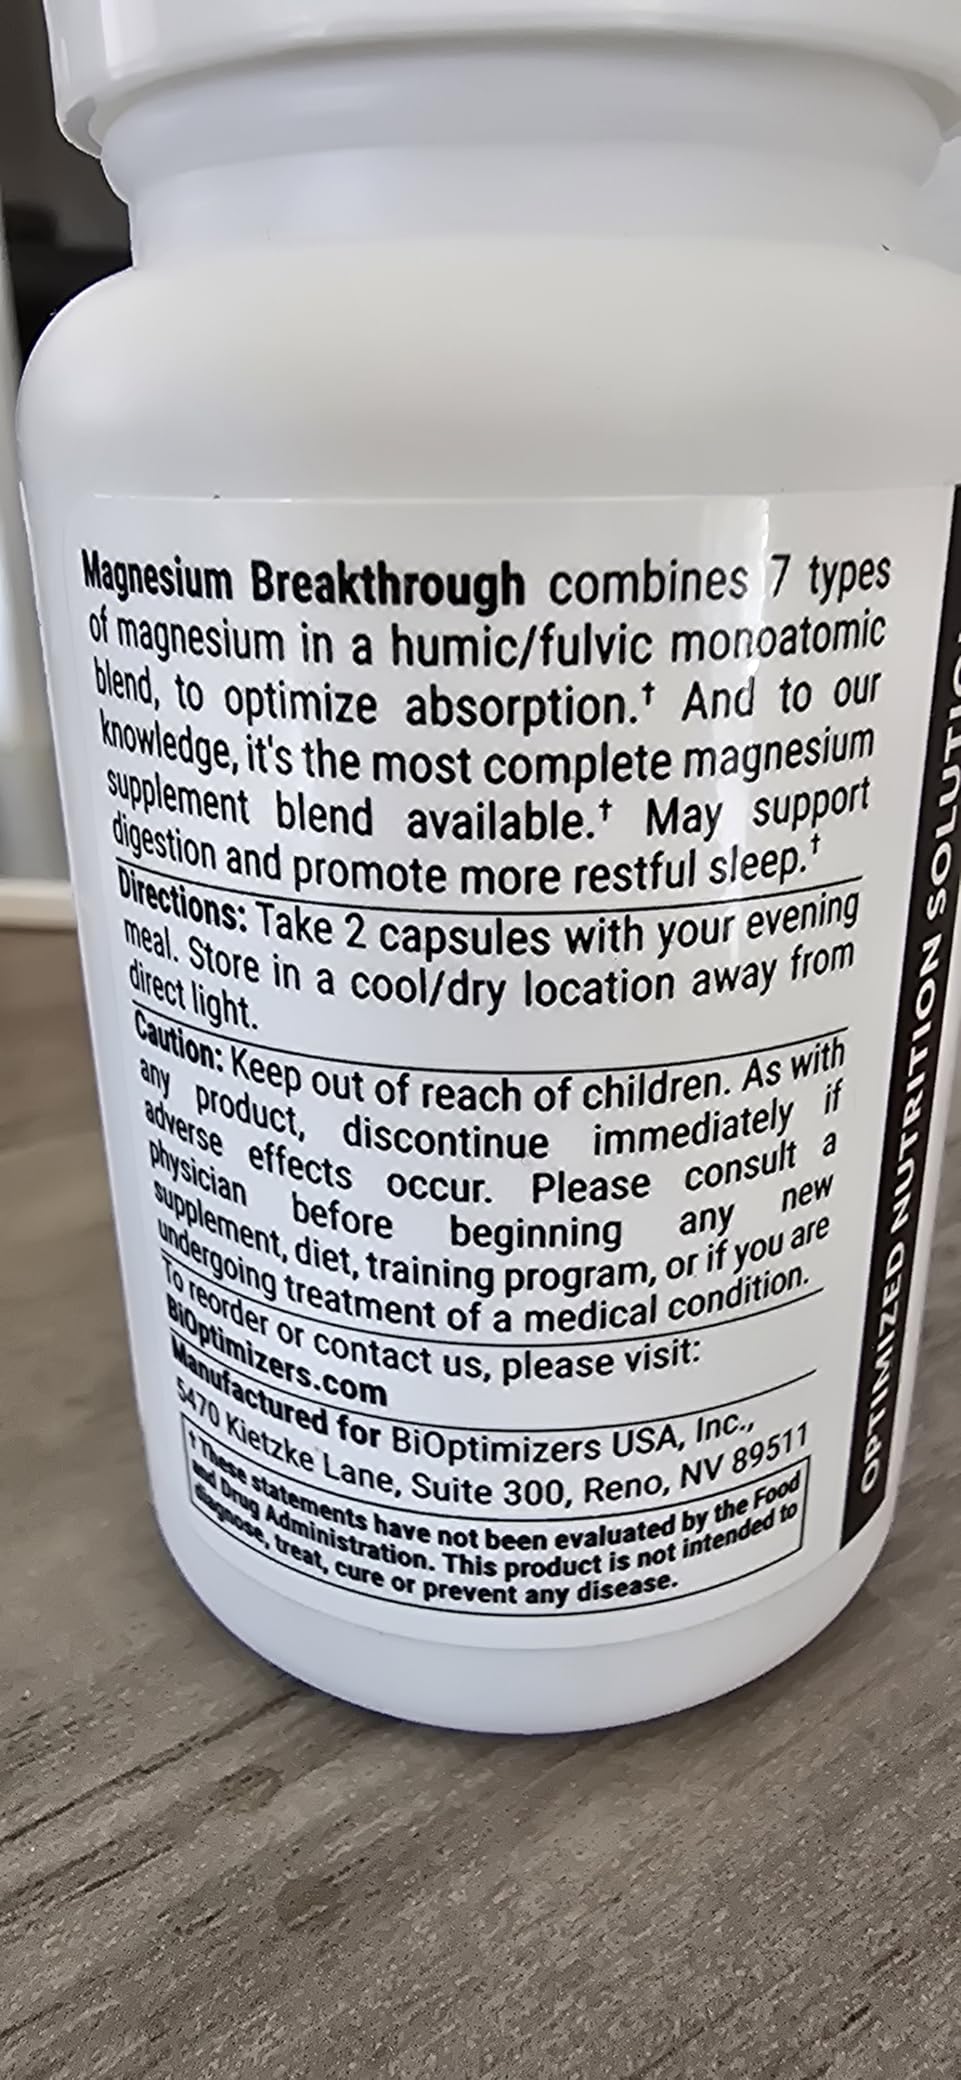 Magnesium Breakthrough combines 7 types
of magnesium in a humic/fulvic monoatomic
blend, to optimize absorption.† And to our
knowledge, it's the most complete magnesium
supplement blend available.† May support
digestion and promote more restful sleep.†
Directions: Take 2 capsules with your evening
meal. Store in a cool/dry location away from
direct light.
Caution: Keep out of reach of children. As with
any product, discontinue immediately if
adverse effects occur. Please consult a
physician before beginning any new
supplement, diet, training program, or if you are
undergoing treatment of a medical condition.
To reorder or contact us, please visit:
BiOptimizers.com
Manufactured for BiOptimizers USA, Inc.,
5470 Kietzke Lane, Suite 300, Reno, NV 89511
† These statements have not been evaluated by the Food
and Drug Administration. This product is not intended to
diagnose, treat, cure or prevent any disease.
OPTIMIZED NUTRITION